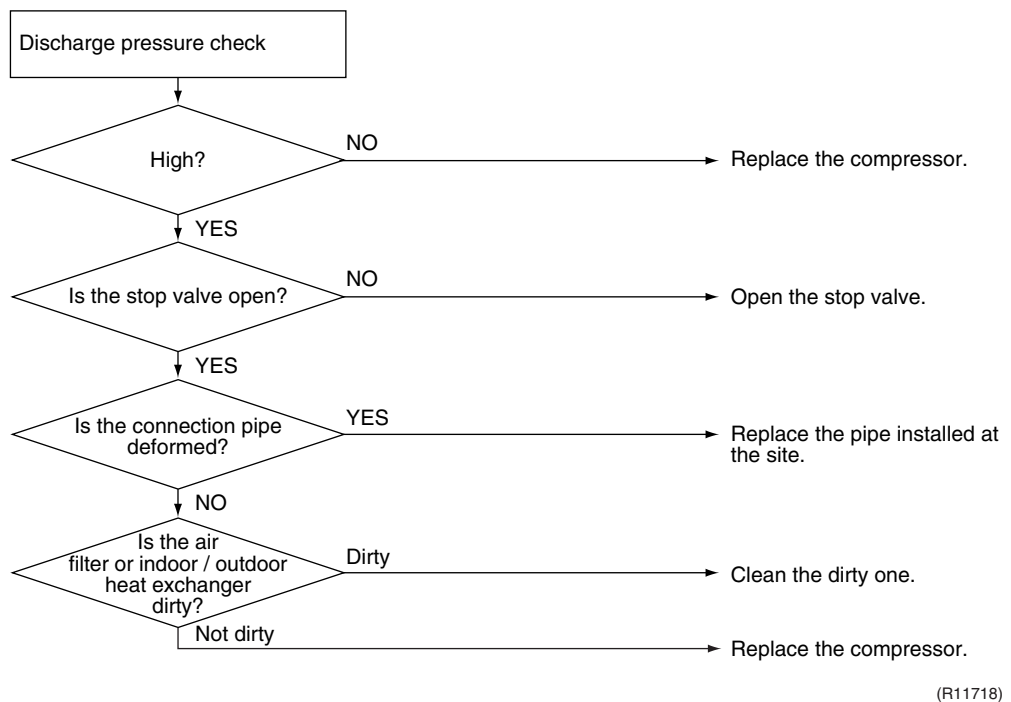 Discharge pressure check
High?
NO
Replace the compressor.
YES
Is the stop valve open?
NO
Open the stop valve.
YES
Is the connection pipe
deformed?
YES
Replace the pipe installed at
the site.
NO
Is the air
filter or indoor / outdoor
heat exchanger
dirty?
Dirty
Clean the dirty one.
Not dirty
Replace the compressor.
(R11718)